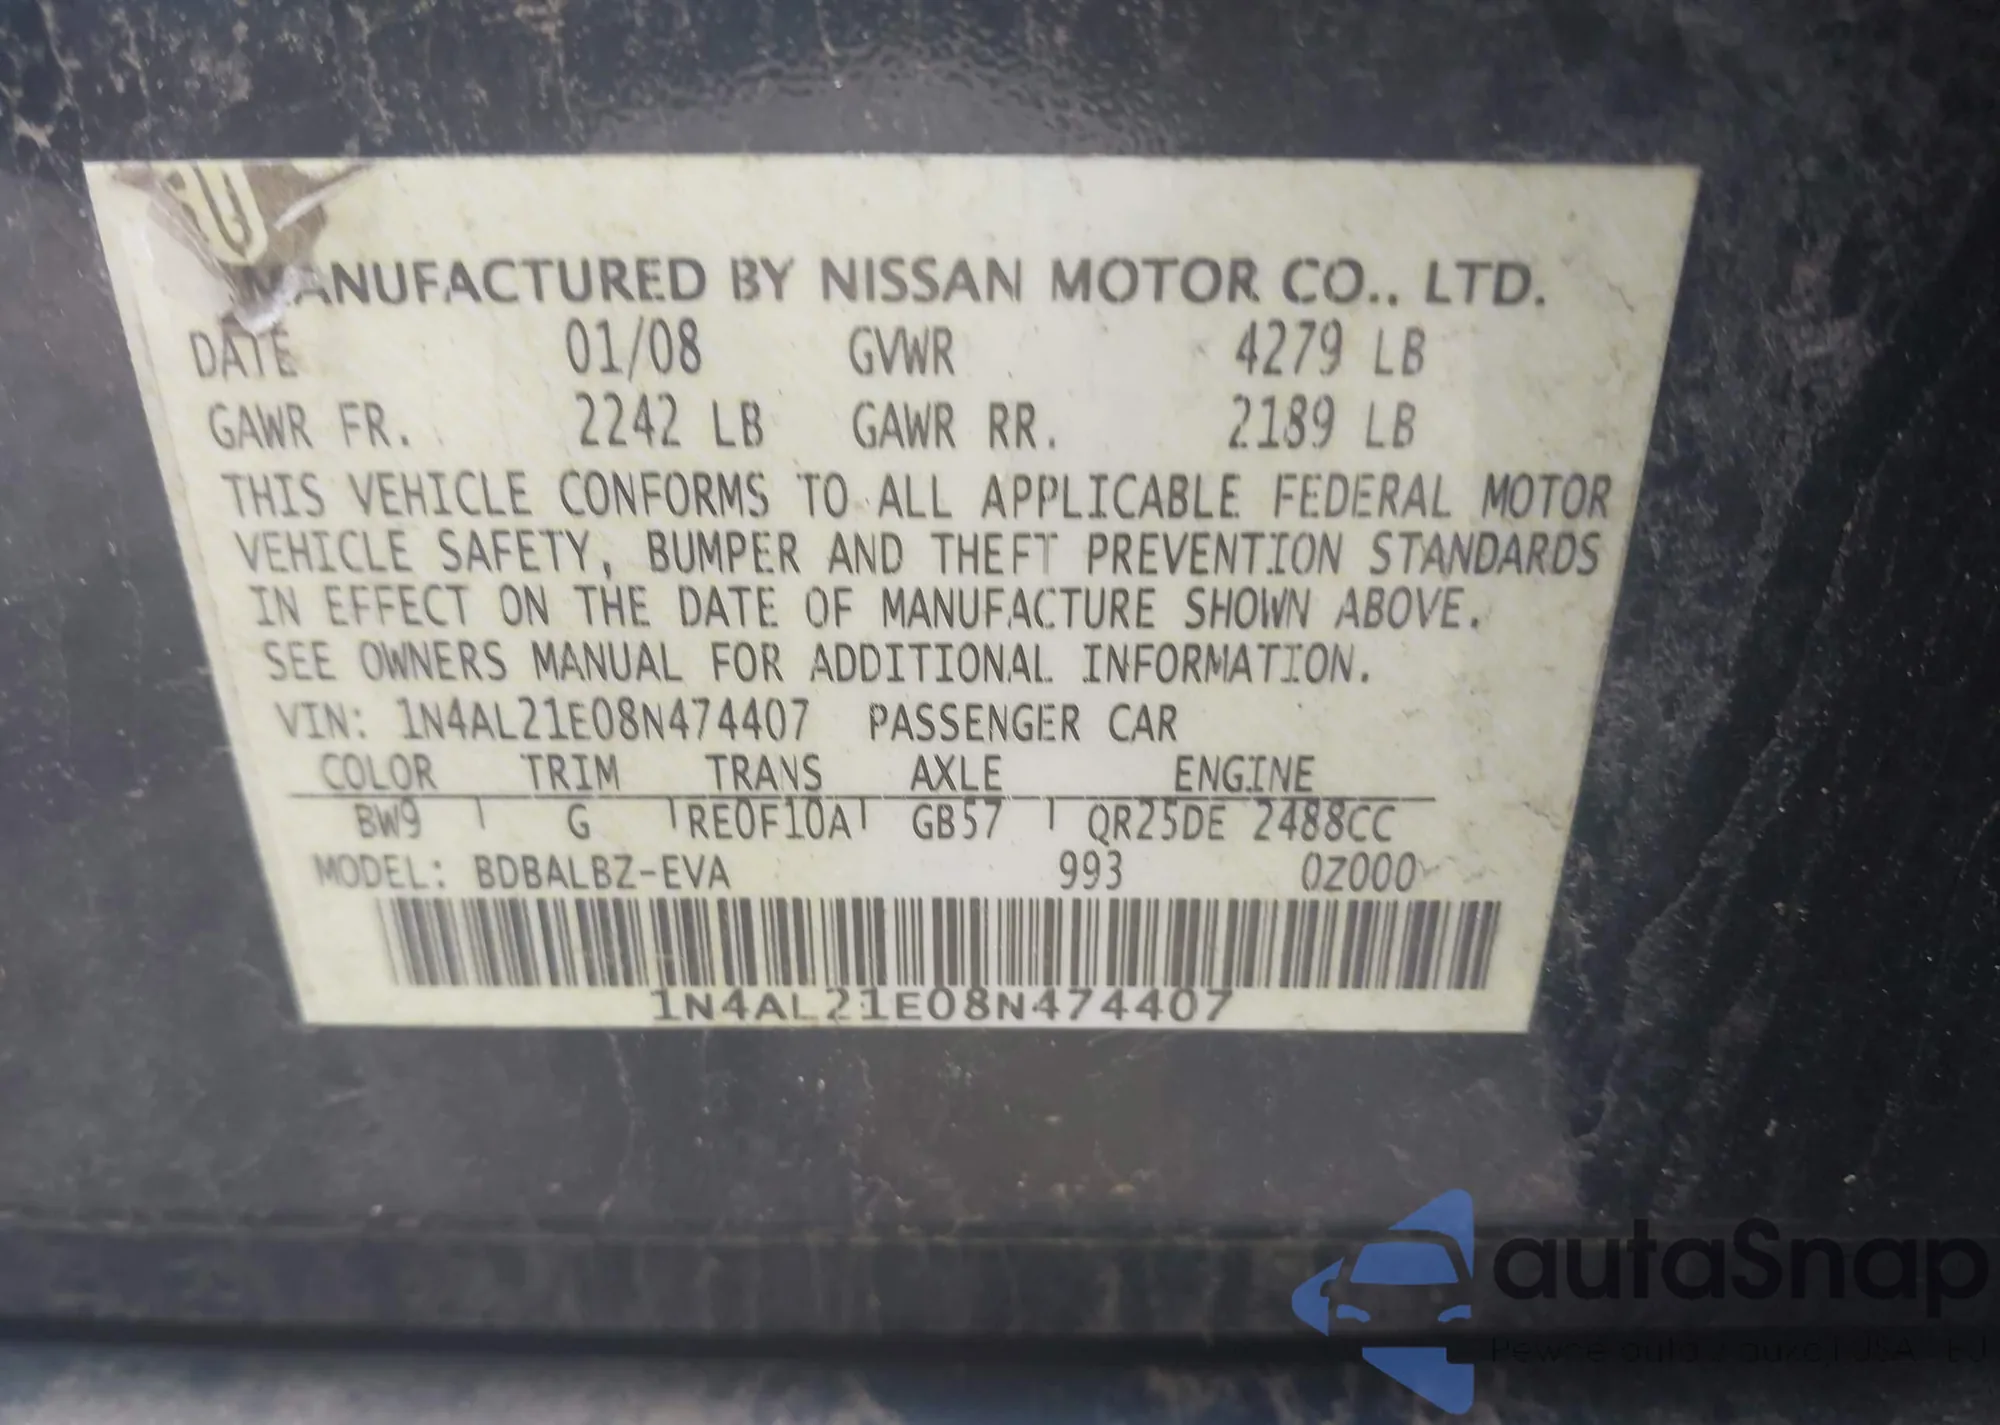 MANUFACTURED BY NISSAN MOTOR CO., LTD.
DATE 01/08 GVWR 4279 LB
GAWR FR. 2242 LB GAWR RR. 2189 LB
THIS VEHICLE CONFORMS TO ALL APPLICABLE FEDERAL MOTOR
VEHICLE SAFETY, BUMPER AND THEFT PREVENTION STANDARDS
IN EFFECT ON THE DATE OF MANUFACTURE SHOWN ABOVE.
SEE OWNERS MANUAL FOR ADDITIONAL INFORMATION.
VIN: 1N4AL21E08N474407 PASSENGER CAR
COLOR TRIM TRANS AXLE ENGINE
BW9 G RE0F10A GB57 QR25DE 2488CC
MODEL: BDBALBZ-EVA 993 0Z000
1N4AL21E08N474407
autaSnap
auta z